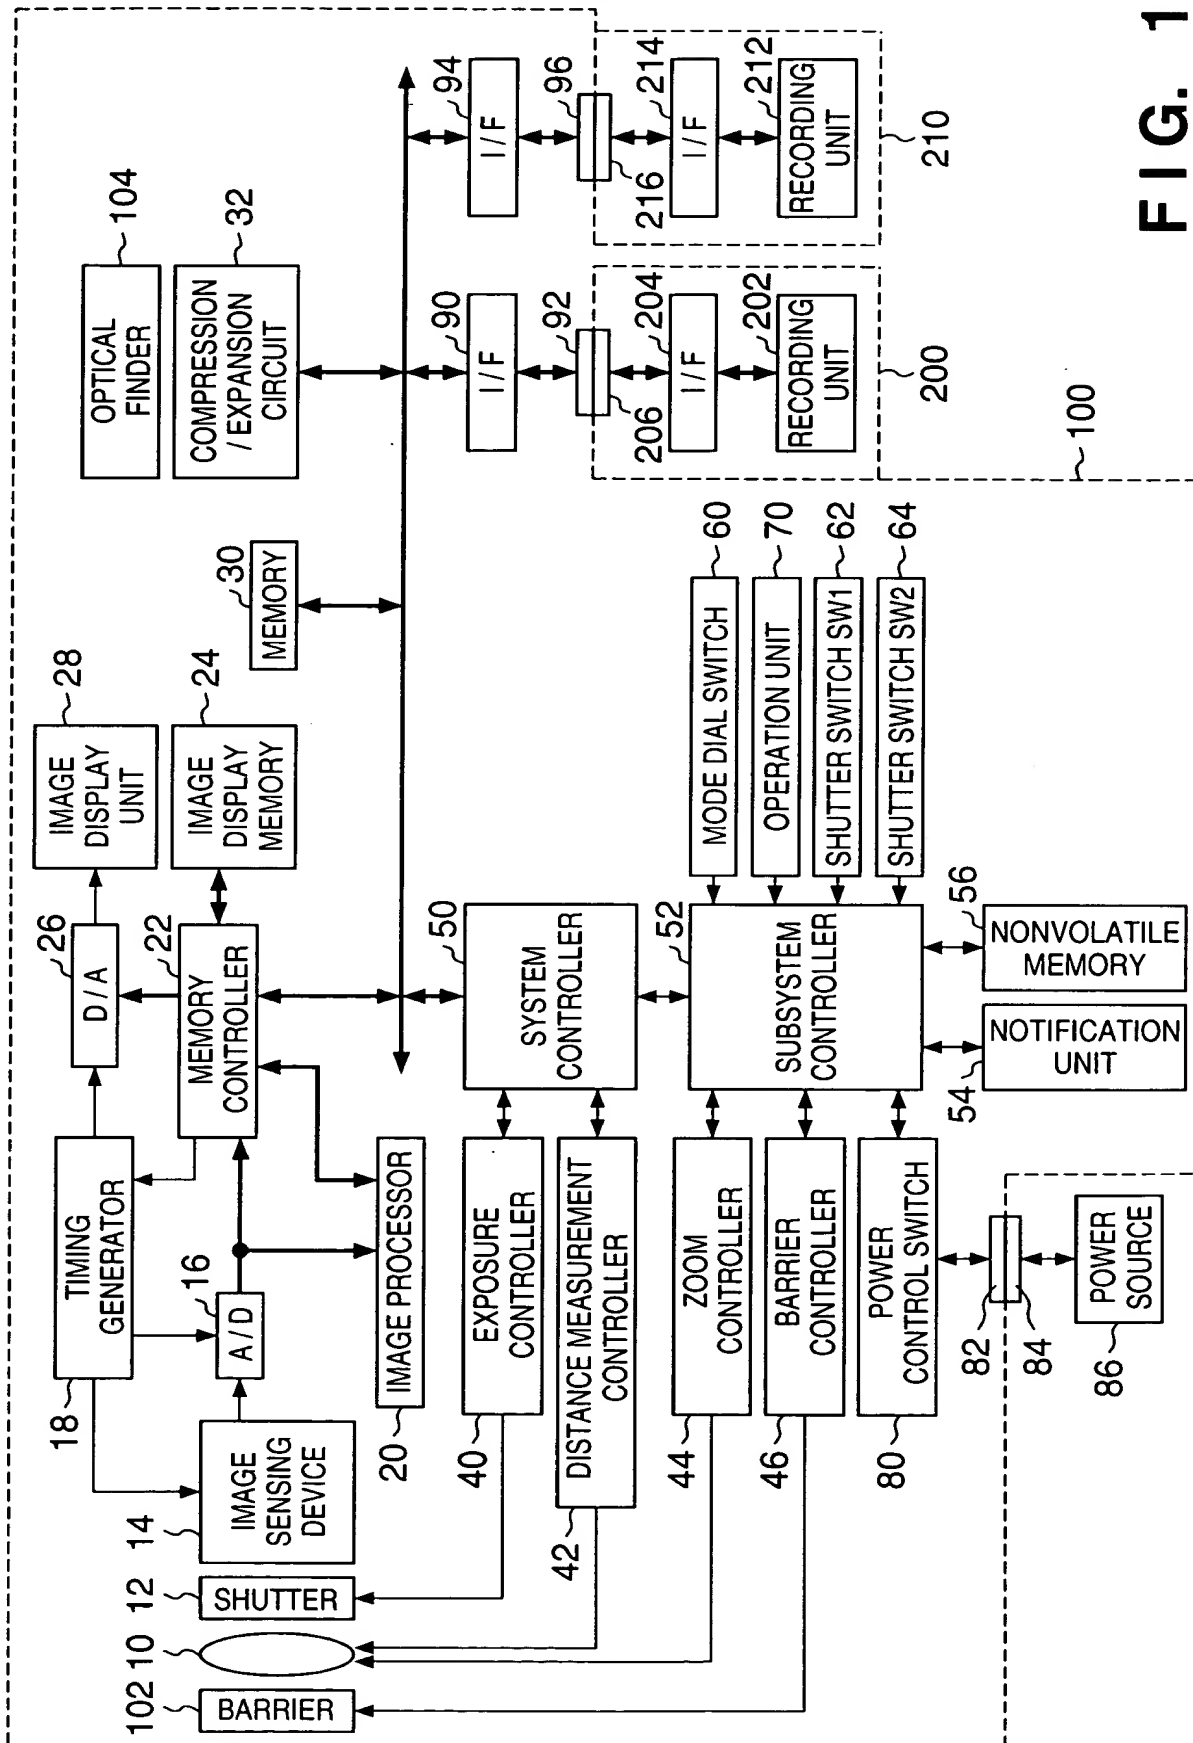 FIG. 1
100
102
BARRIER
10
12
SHUTTER
14
IMAGE
SENSING
DEVICE
16
A/D
18
TIMING
GENERATOR
20
IMAGE PROCESSOR
22
MEMORY
CONTROLLER
26
D/A
28
IMAGE
DISPLAY
UNIT
24
IMAGE
DISPLAY
MEMORY
30
MEMORY
104
OPTICAL
FINDER
32
COMPRESSION
/EXPANSION
CIRCUIT
40
EXPOSURE
CONTROLLER
42
DISTANCE MEASUREMENT
CONTROLLER
50
SYSTEM
CONTROLLER
44
ZOOM
CONTROLLER
46
BARRIER
CONTROLLER
80
POWER
CONTROL SWITCH
52
SUBSYSTEM
CONTROLLER
MODE DIAL SWITCH
60
OPERATION UNIT
70
SHUTTER SWITCH SW1
62
SHUTTER SWITCH SW2
64
54
NOTIFICATION
UNIT
56
NONVOLATILE
MEMORY
82
84
86
POWER
SOURCE
90
I/F
92
206
204
I/F
202
RECORDING
UNIT
200
94
I/F
96
216
214
I/F
212
RECORDING
UNIT
210